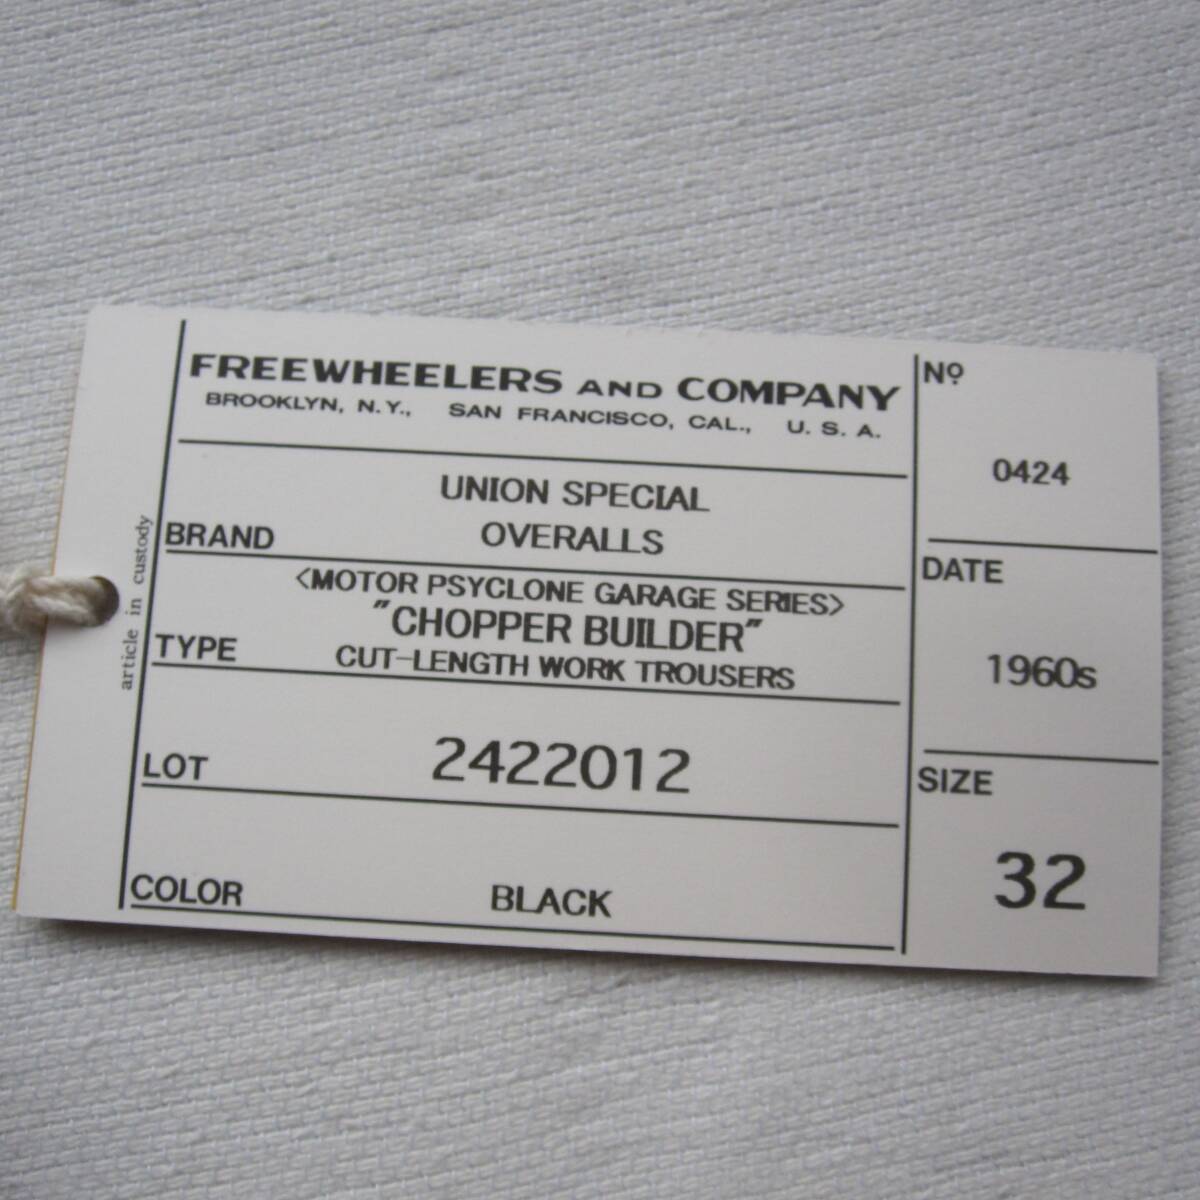 FREEWHEELERS AND COMPANY
BROOKLYN, N.Y., SAN FRANCISCO, CAL., U. S. A.
UNION SPECIAL
BRAND OVERALLS
<MOTOR PSYCLONE GARAGE SERIES>
"CHOPPER BUILDER"
TYPE CUT-LENGTH WORK TROUSERS
LOT 2422012
COLOR BLACK
Nº
0424
DATE
1960s
SIZE
32
article in custody